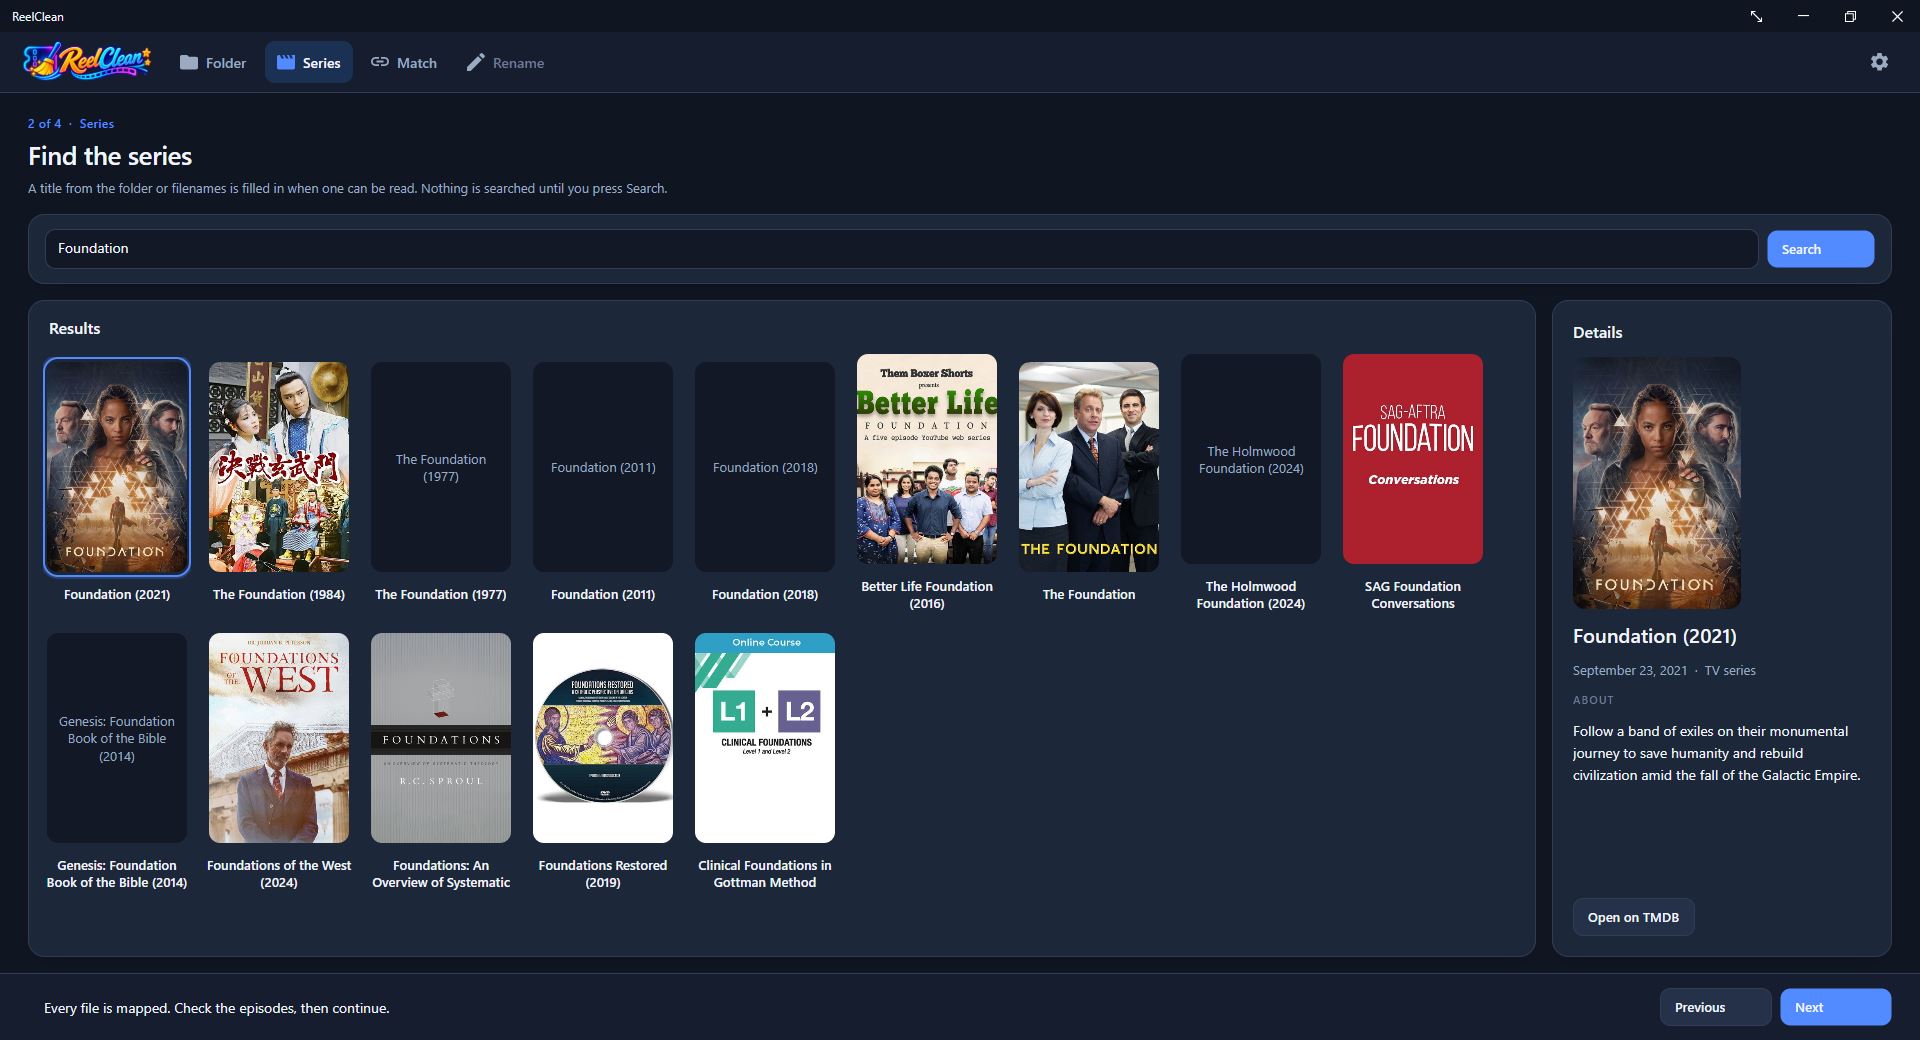 ReelClean
ReelClean
Folder
Series
Match
Rename
2 of 4 · Series
Find the series
A title from the folder or filenames is filled in when one can be read. Nothing is searched until you press Search.
Foundation
Search
Results
FOUNDATION
Foundation (2021)
決戰玄武門
The Foundation (1984)
The Foundation
(1977)
The Foundation (1977)
Foundation (2011)
Foundation (2011)
Foundation (2018)
Foundation (2018)
Them Boxer Shorts
presents
Better Life
FOUNDATION
A five episode YouTube web series
Better Life Foundation
(2016)
THE FOUNDATION
The Foundation
The Holmwood
Foundation (2024)
The Holmwood
Foundation (2024)
SAG-AFTRA
FOUNDATION
Conversations
SAG Foundation
Conversations
Genesis: Foundation
Book of the Bible
(2014)
Genesis: Foundation
Book of the Bible (2014)
DR. JORDAN B. PETERSON
FOUNDATIONS
OF THE WEST
Foundations of the West
(2024)
FOUNDATIONS
AN OVERVIEW OF SYSTEMATIC THEOLOGY
R.C. SPROUL
Foundations: An
Overview of Systematic
FOUNDATIONS RESTORED
Foundations Restored
(2019)
Online Course
L1 + L2
CLINICAL FOUNDATIONS
Level 1 and Level 2
Clinical Foundations in
Gottman Method
Details
FOUNDATION
Foundation (2021)
September 23, 2021 · TV series
ABOUT
Follow a band of exiles on their monumental
journey to save humanity and rebuild
civilization amid the fall of the Galactic Empire.
Open on TMDB
Every file is mapped. Check the episodes, then continue.
Previous
Next